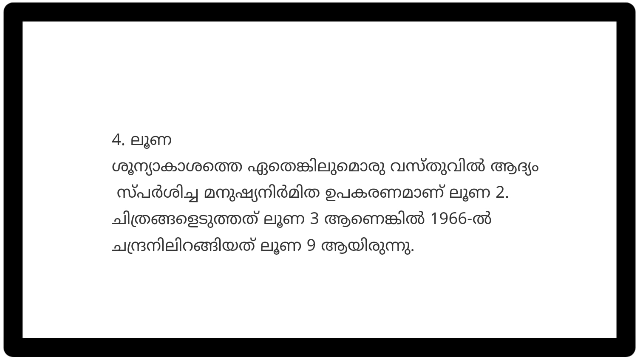 4. ലൂണ
ശൂന്യാകാശത്തെ ഏതെങ്കിലുമൊരു വസ്തുവിൽ ആദ്യം
സ്പർശിച്ച മനുഷ്യനിർമിത ഉപകരണമാണ് ലൂണ 2.
ചിത്രങ്ങളെടുത്തത് ലൂണ 3 ആണെങ്കിൽ 1966-ൽ
ചന്ദ്രനിലിറങ്ങിയത് ലൂണ 9 ആയിരുന്നു.